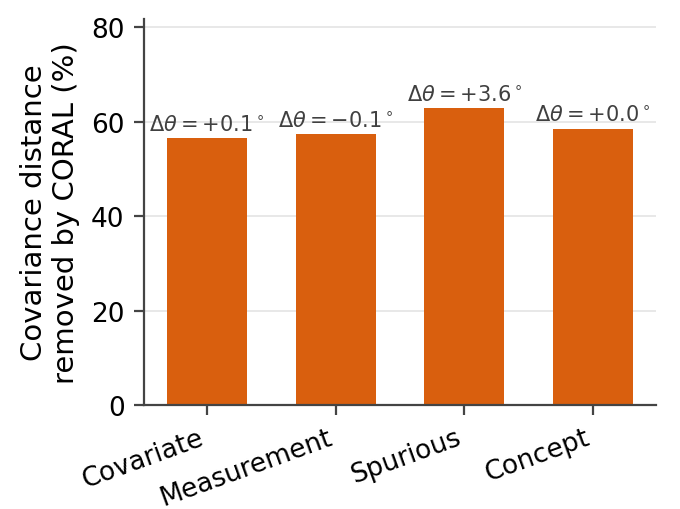 Covariance distance
removed by CORAL (%)
80
60
40
20
0
Δθ = +0.1°
Δθ = −0.1°
Δθ = +3.6°
Δθ = +0.0°
Covariate
Measurement
Spurious
Concept